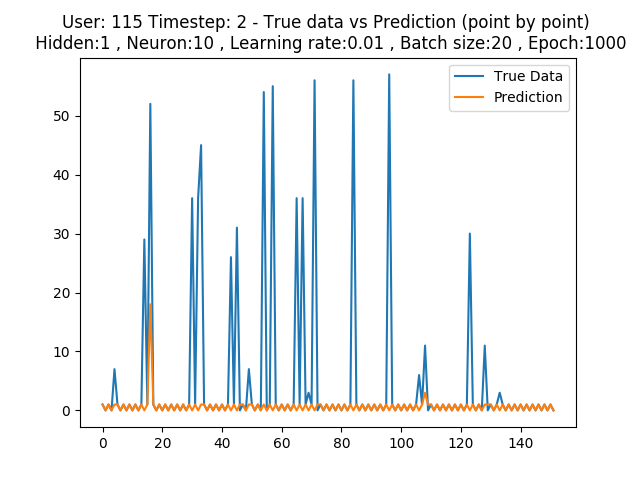 User: 115 Timestep: 2 - True data vs Prediction (point by point)
Hidden:1 , Neuron:10 , Learning rate:0.01 , Batch size:20 , Epoch:1000
True Data
Prediction
50
40
30
20
10
0
0 20 40 60 80 100 120 140